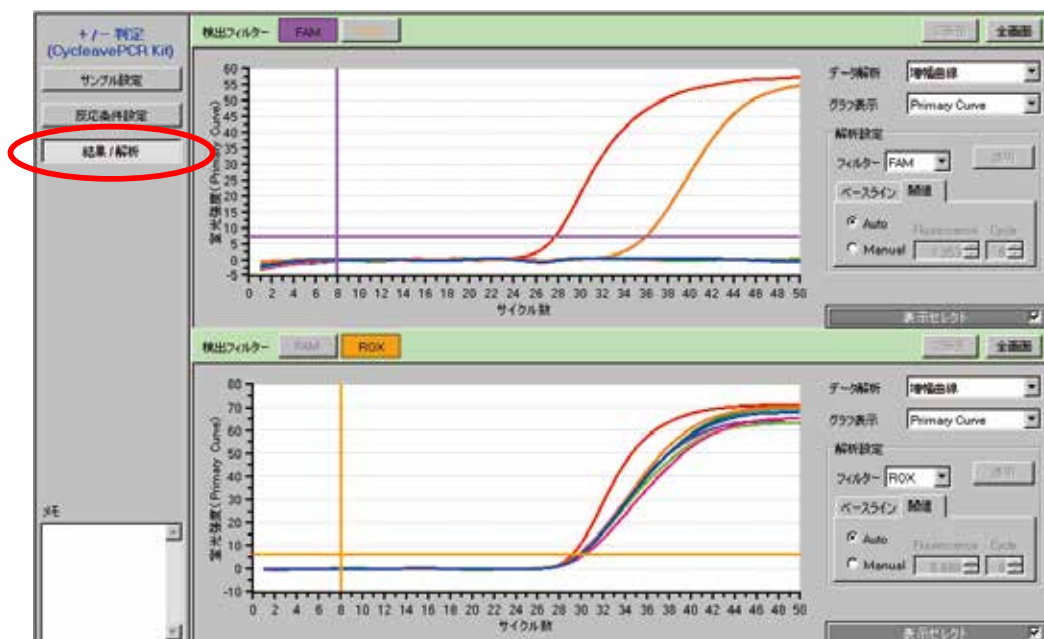 + / - 判定
(CycleavePCR Kit)
サンプル設定
反応条件設定
結果 / 解析
メモ
検出フィルター FAM
全画面
蛍光強度(Primary Curve)
60
55
50
45
40
35
30
25
20
15
10
5
0
-5
0 2 4 6 8 10 12 14 16 18 20 22 24 26 28 30 32 34 36 38 40 42 44 46 48 50
サイクル数
データ解析 増幅曲線
グラフ表示 Primary Curve
解析設定
フィルター FAM 適用
ベースライン 閾値
Auto
Fluorescence Cycle
Manual
表示セレクト
検出フィルター FAM ROX
全画面
蛍光強度(Primary Curve)
80
70
60
50
40
30
20
10
0
-10
0 2 4 6 8 10 12 14 16 18 20 22 24 26 28 30 32 34 36 38 40 42 44 46 48 50
サイクル数
データ解析 増幅曲線
グラフ表示 Primary Curve
解析設定
フィルター ROX 適用
ベースライン 閾値
Auto
Fluorescence Cycle
Manual
表示セレクト